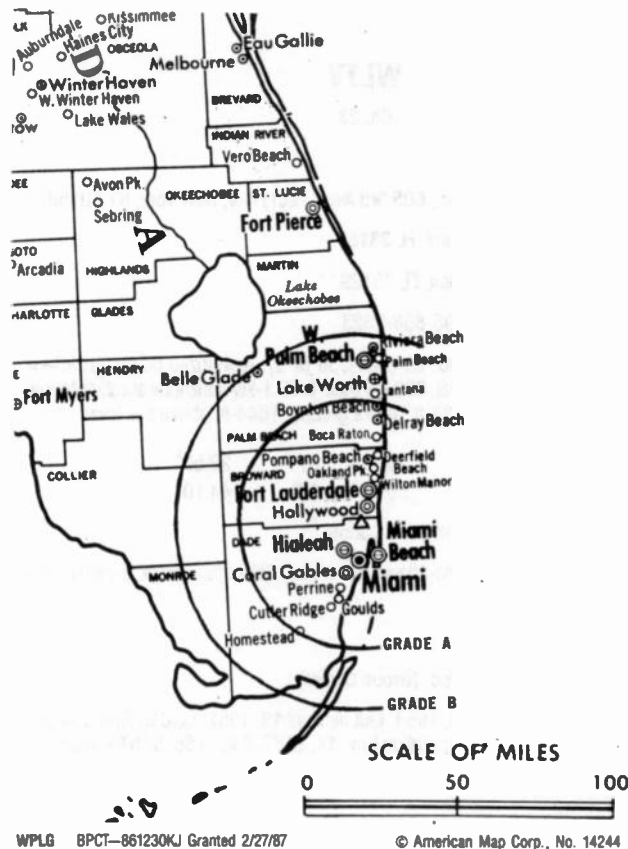 Kissimmee
LK
Auburndale
Haines City
OSCEOLA
D
Eau Gallie
Melbourne
Winter Haven
W. Winter Haven
BREVARD
TOW
Lake Wales
INDIAN RIVER
Vero Beach
DEE
Avon Pk.
OKEECHOBEE
ST. LUCIE
Sebring
Fort Pierce
A
SOTO
Arcadia
HIGHLANDS
MARTIN
Lake
Okeechobee
HARLOTTE
GLADES
W.
Riviera Beach
Palm Beach
Palm Beach
HENDRY
Belle Glade
E
Fort Myers
Lake Worth
Lantana
Boynton Beach
Delray Beach
PALM BEACH
Boca Raton
COLLIER
Pompano Beach
Deerfield
Beach
BROWARD
Oakland Pk.
Wilton Manor
Fort Lauderdale
Hollywood
DADE
Hialeah
Miami
Beach
MONROE
Coral Gables
Miami
Perrine
Cutler Ridge
Goulds
Homestead
GRADE A
GRADE B
SCALE OF MILES
0 50 100
WPLG BPCT—861230KJ Granted 2/27/87
© American Map Corp., No. 14244